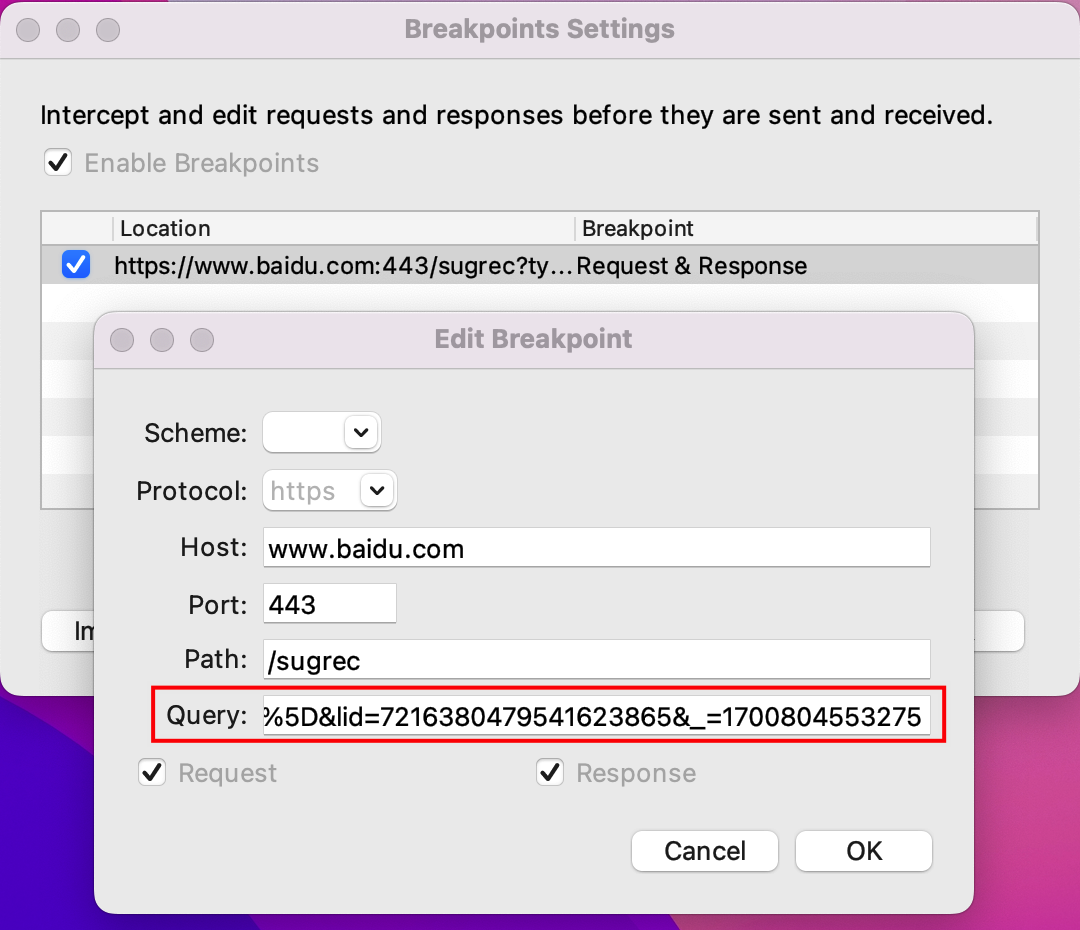 Breakpoints Settings
Intercept and edit requests and responses before they are sent and received.
Enable Breakpoints
Location Breakpoint
https://www.baidu.com:443/sugrec?ty... Request & Response
Edit Breakpoint
Scheme:
Protocol: https
Host: www.baidu.com
Port: 443
Path: /sugrec
Query: %5D&lid=7216380479541623865&_=1700804553275
Request Response
Cancel OK